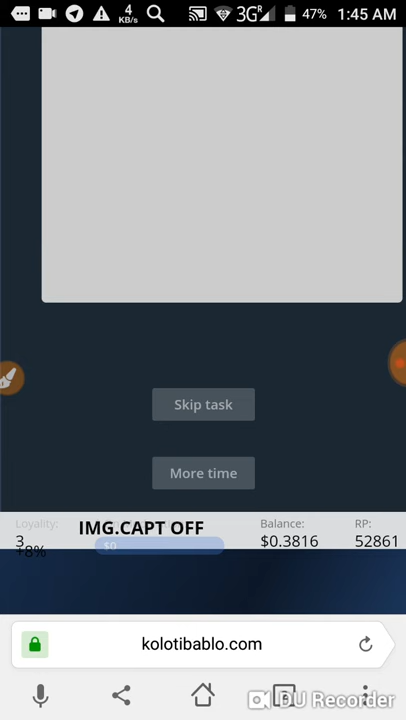 4
KB/s
3G R
47%
1:45 AM
Skip task
More time
Loyality:
3
+8%
IMG.CAPT OFF
$0
Balance:
$0.3816
RP:
52861
kolotibablo.com
DU Recorder